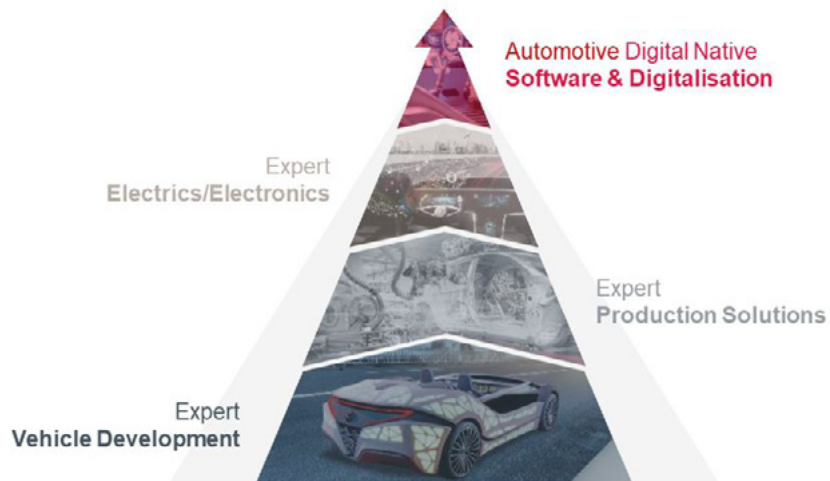 Automotive Digital Native
Software & Digitalisation
Expert
Electrics/Electronics
Expert
Production Solutions
Expert
Vehicle Development